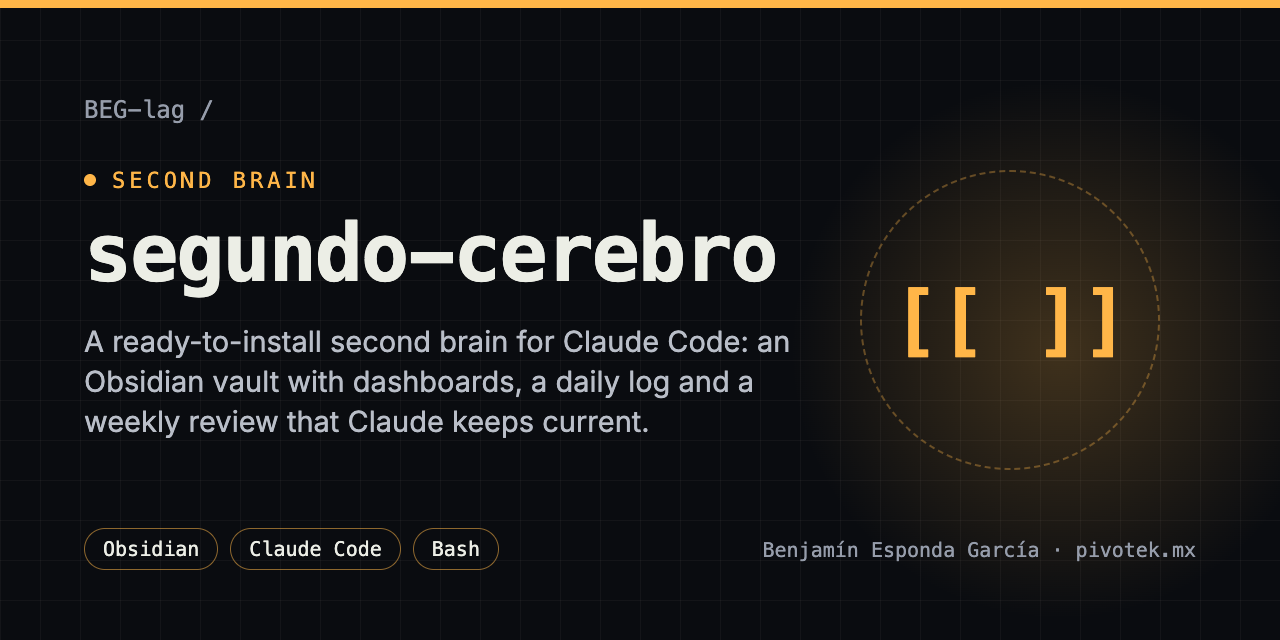 BEG-lag /
SECOND BRAIN
segundo-cerebro
A ready-to-install second brain for Claude Code: an
Obsidian vault with dashboards, a daily log and a
weekly review that Claude keeps current.
[[ ]]
Obsidian
Claude Code
Bash
Benjamín Esponda García · pivotek.mx